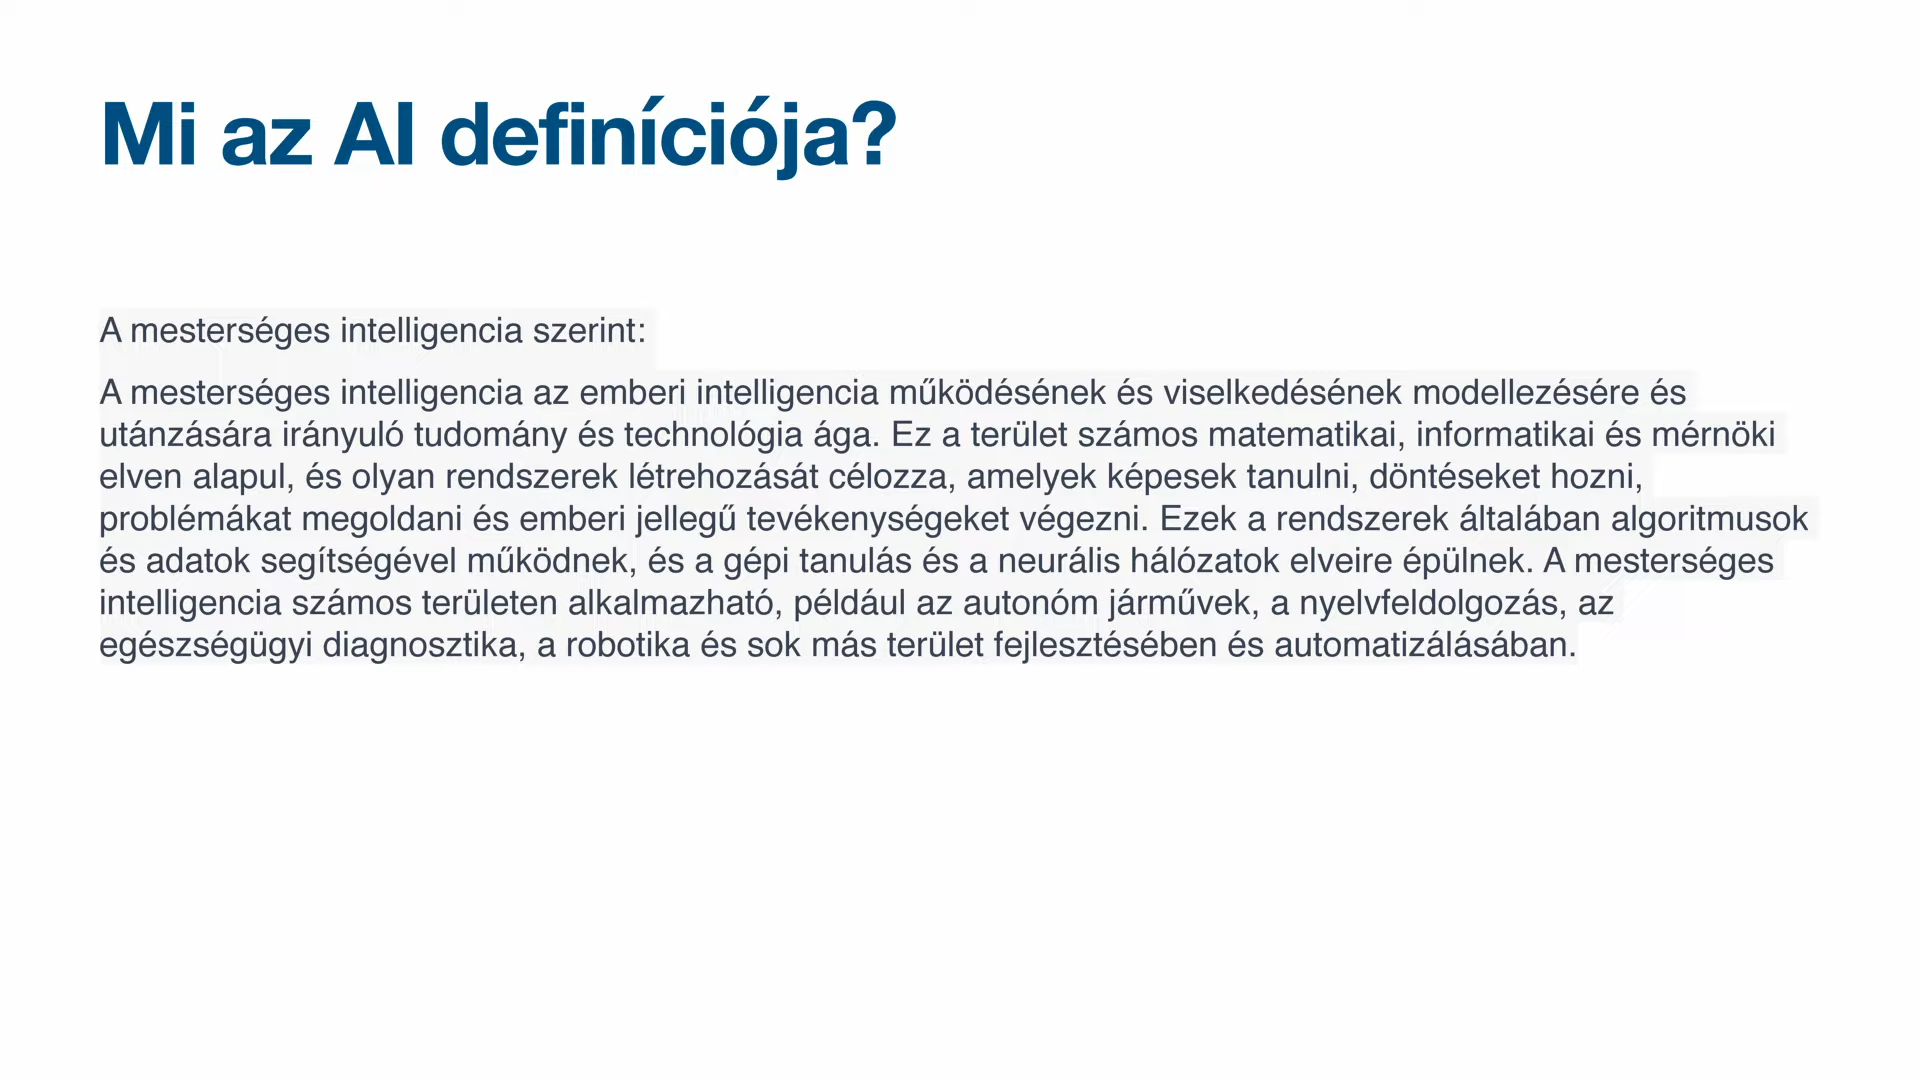 Mi az AI definíciója?
A mesterséges intelligencia szerint:
A mesterséges intelligencia az emberi intelligencia működésének és viselkedésének modellezésére és
utánzására irányuló tudomány és technológia ága. Ez a terület számos matematikai, informatikai és mérnöki
elven alapul, és olyan rendszerek létrehozását célozza, amelyek képesek tanulni, döntéseket hozni,
problémákat megoldani és emberi jellegű tevékenységeket végezni. Ezek a rendszerek általában algoritmusok
és adatok segítségével működnek, és a gépi tanulás és a neurális hálózatok elveire épülnek. A mesterséges
intelligencia számos területen alkalmazható, például az autonóm járművek, a nyelvfeldolgozás, az
egészségügyi diagnosztika, a robotika és sok más terület fejlesztésében és automatizálásában.